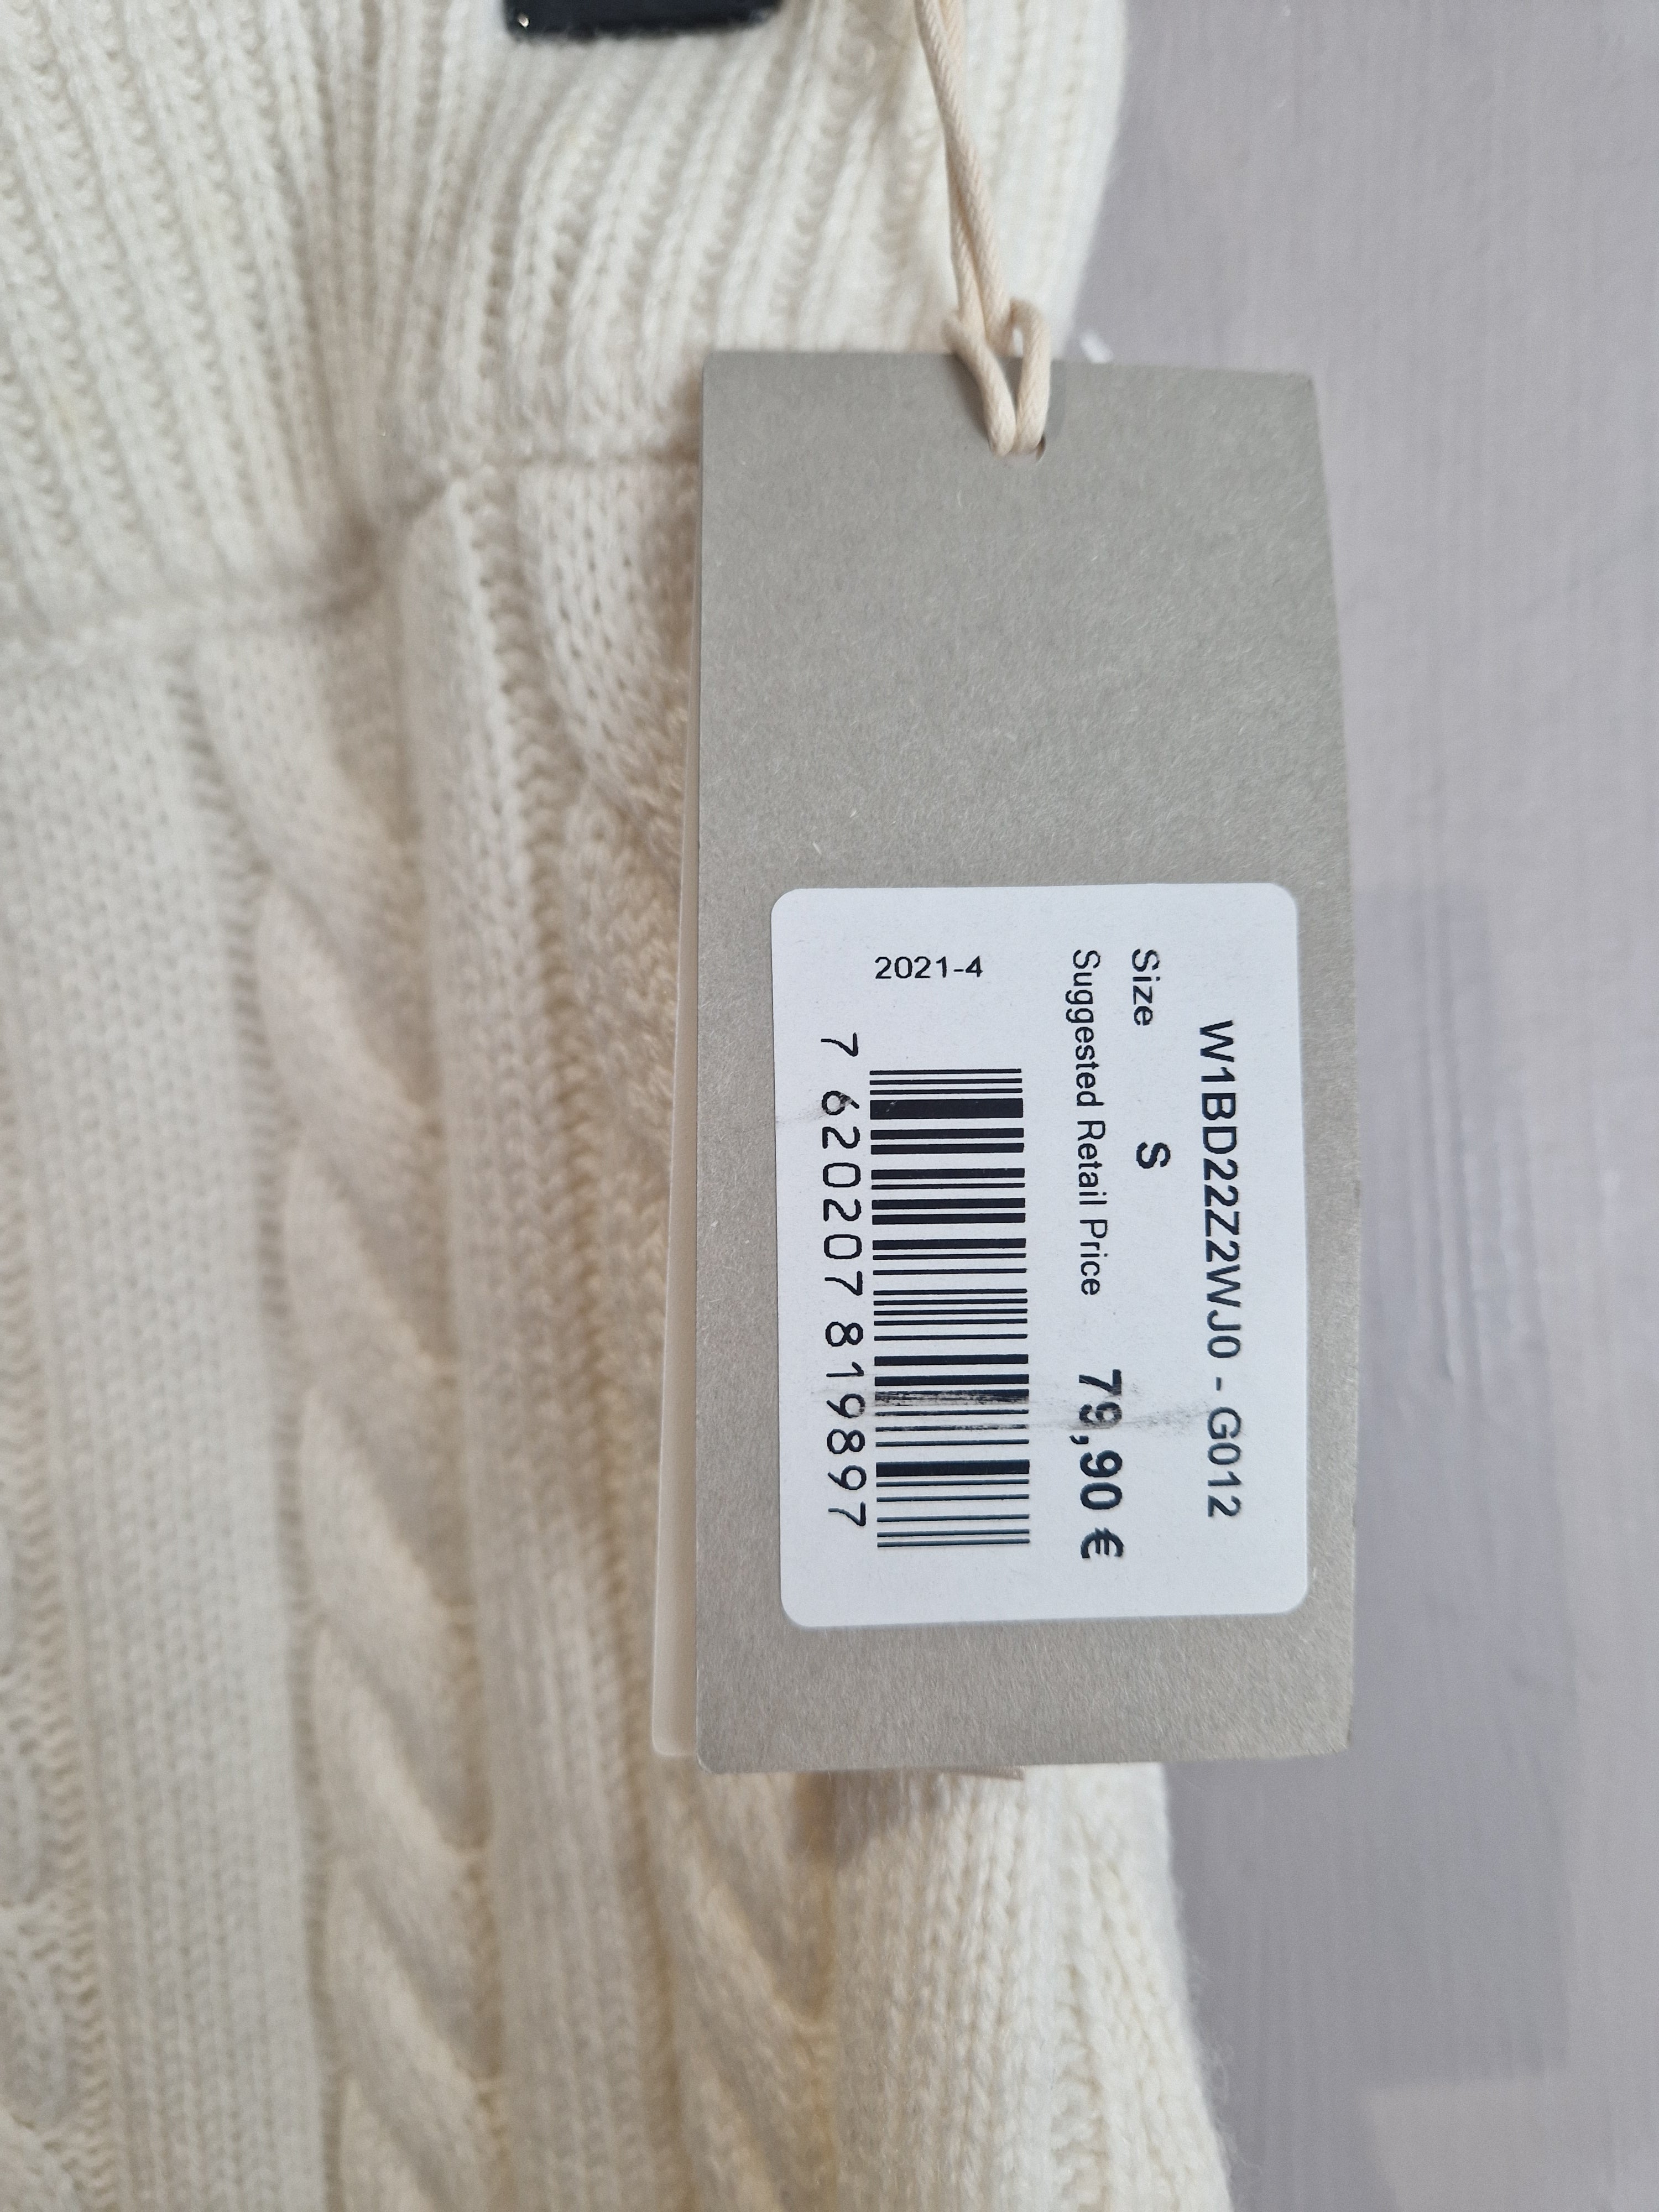 W1BD22Z2WJ0 - G012
Size S
Suggested Retail Price 79,90 €
2021-4
7 620207 819897